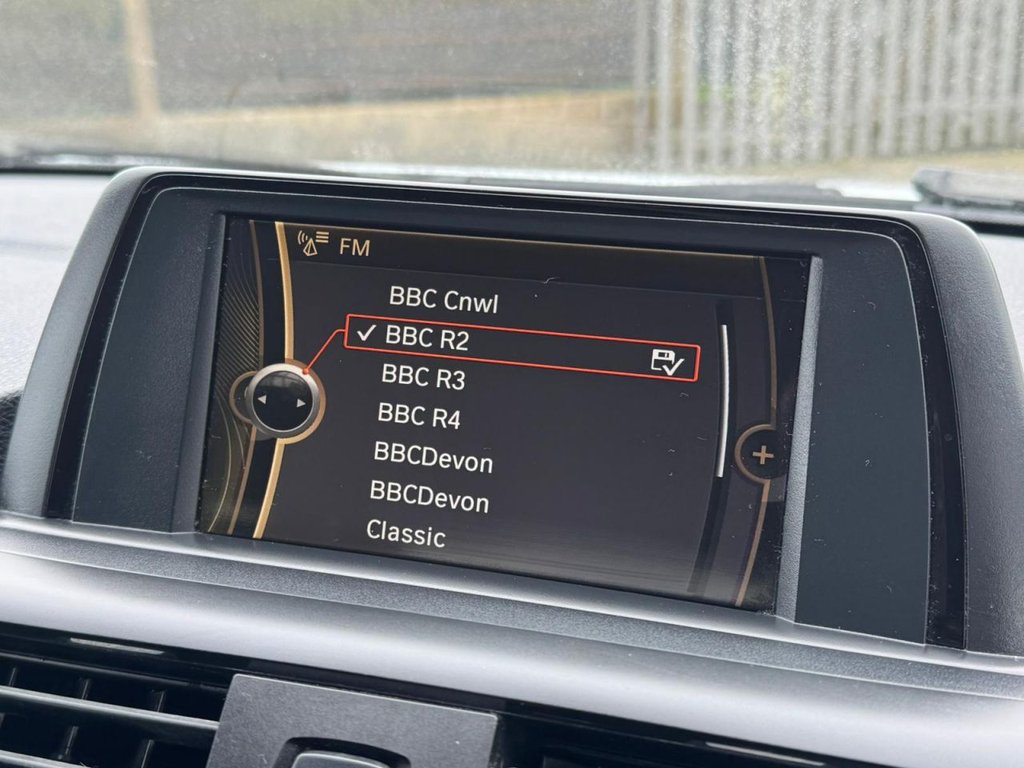 FM
BBC Cnwl
BBC R2
BBC R3
BBC R4
BBCDevon
BBCDevon
Classic